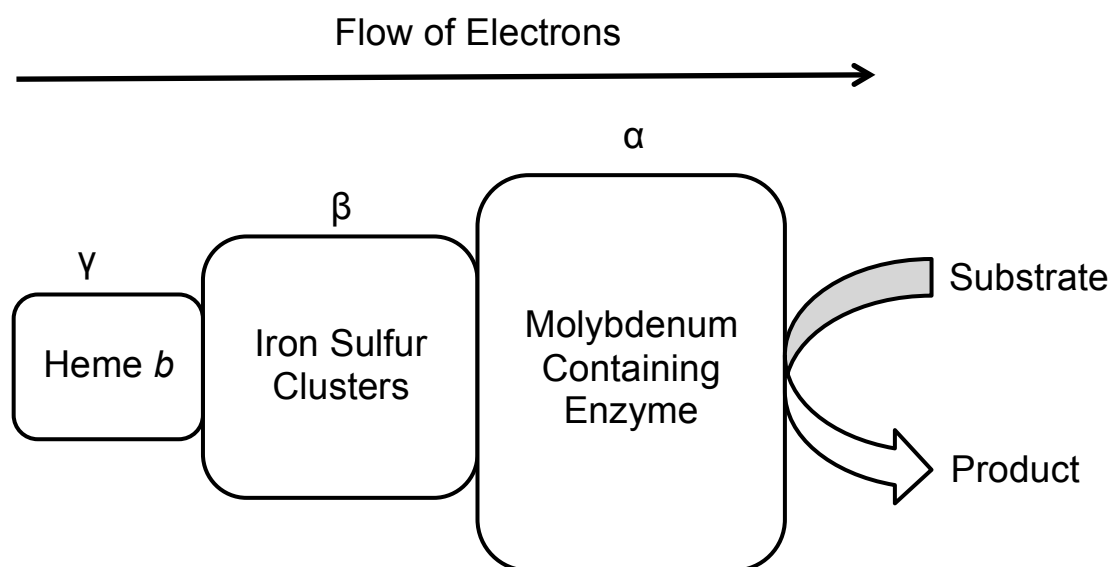 Flow of Electrons
α
β
γ
Heme b
Iron Sulfur
Clusters
Molybdenum
Containing
Enzyme
Substrate
Product